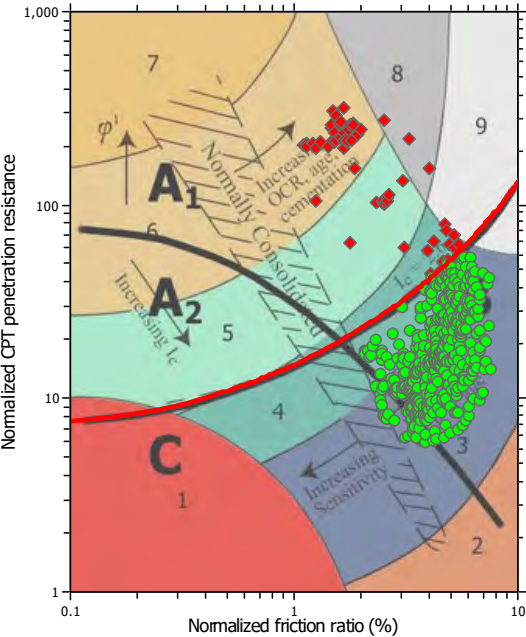 1,000
7
8
9
φ'
Increasing
OCR, age,
cementation
Normally Consolidated
A1
100
6
A2
Increasing Ic
5
Ic
10
4
C
3
1
Increasing
Sensitivity
2
1
0.1
1
10
Normalized friction ratio (%)
Normalized CPT penetration resistance